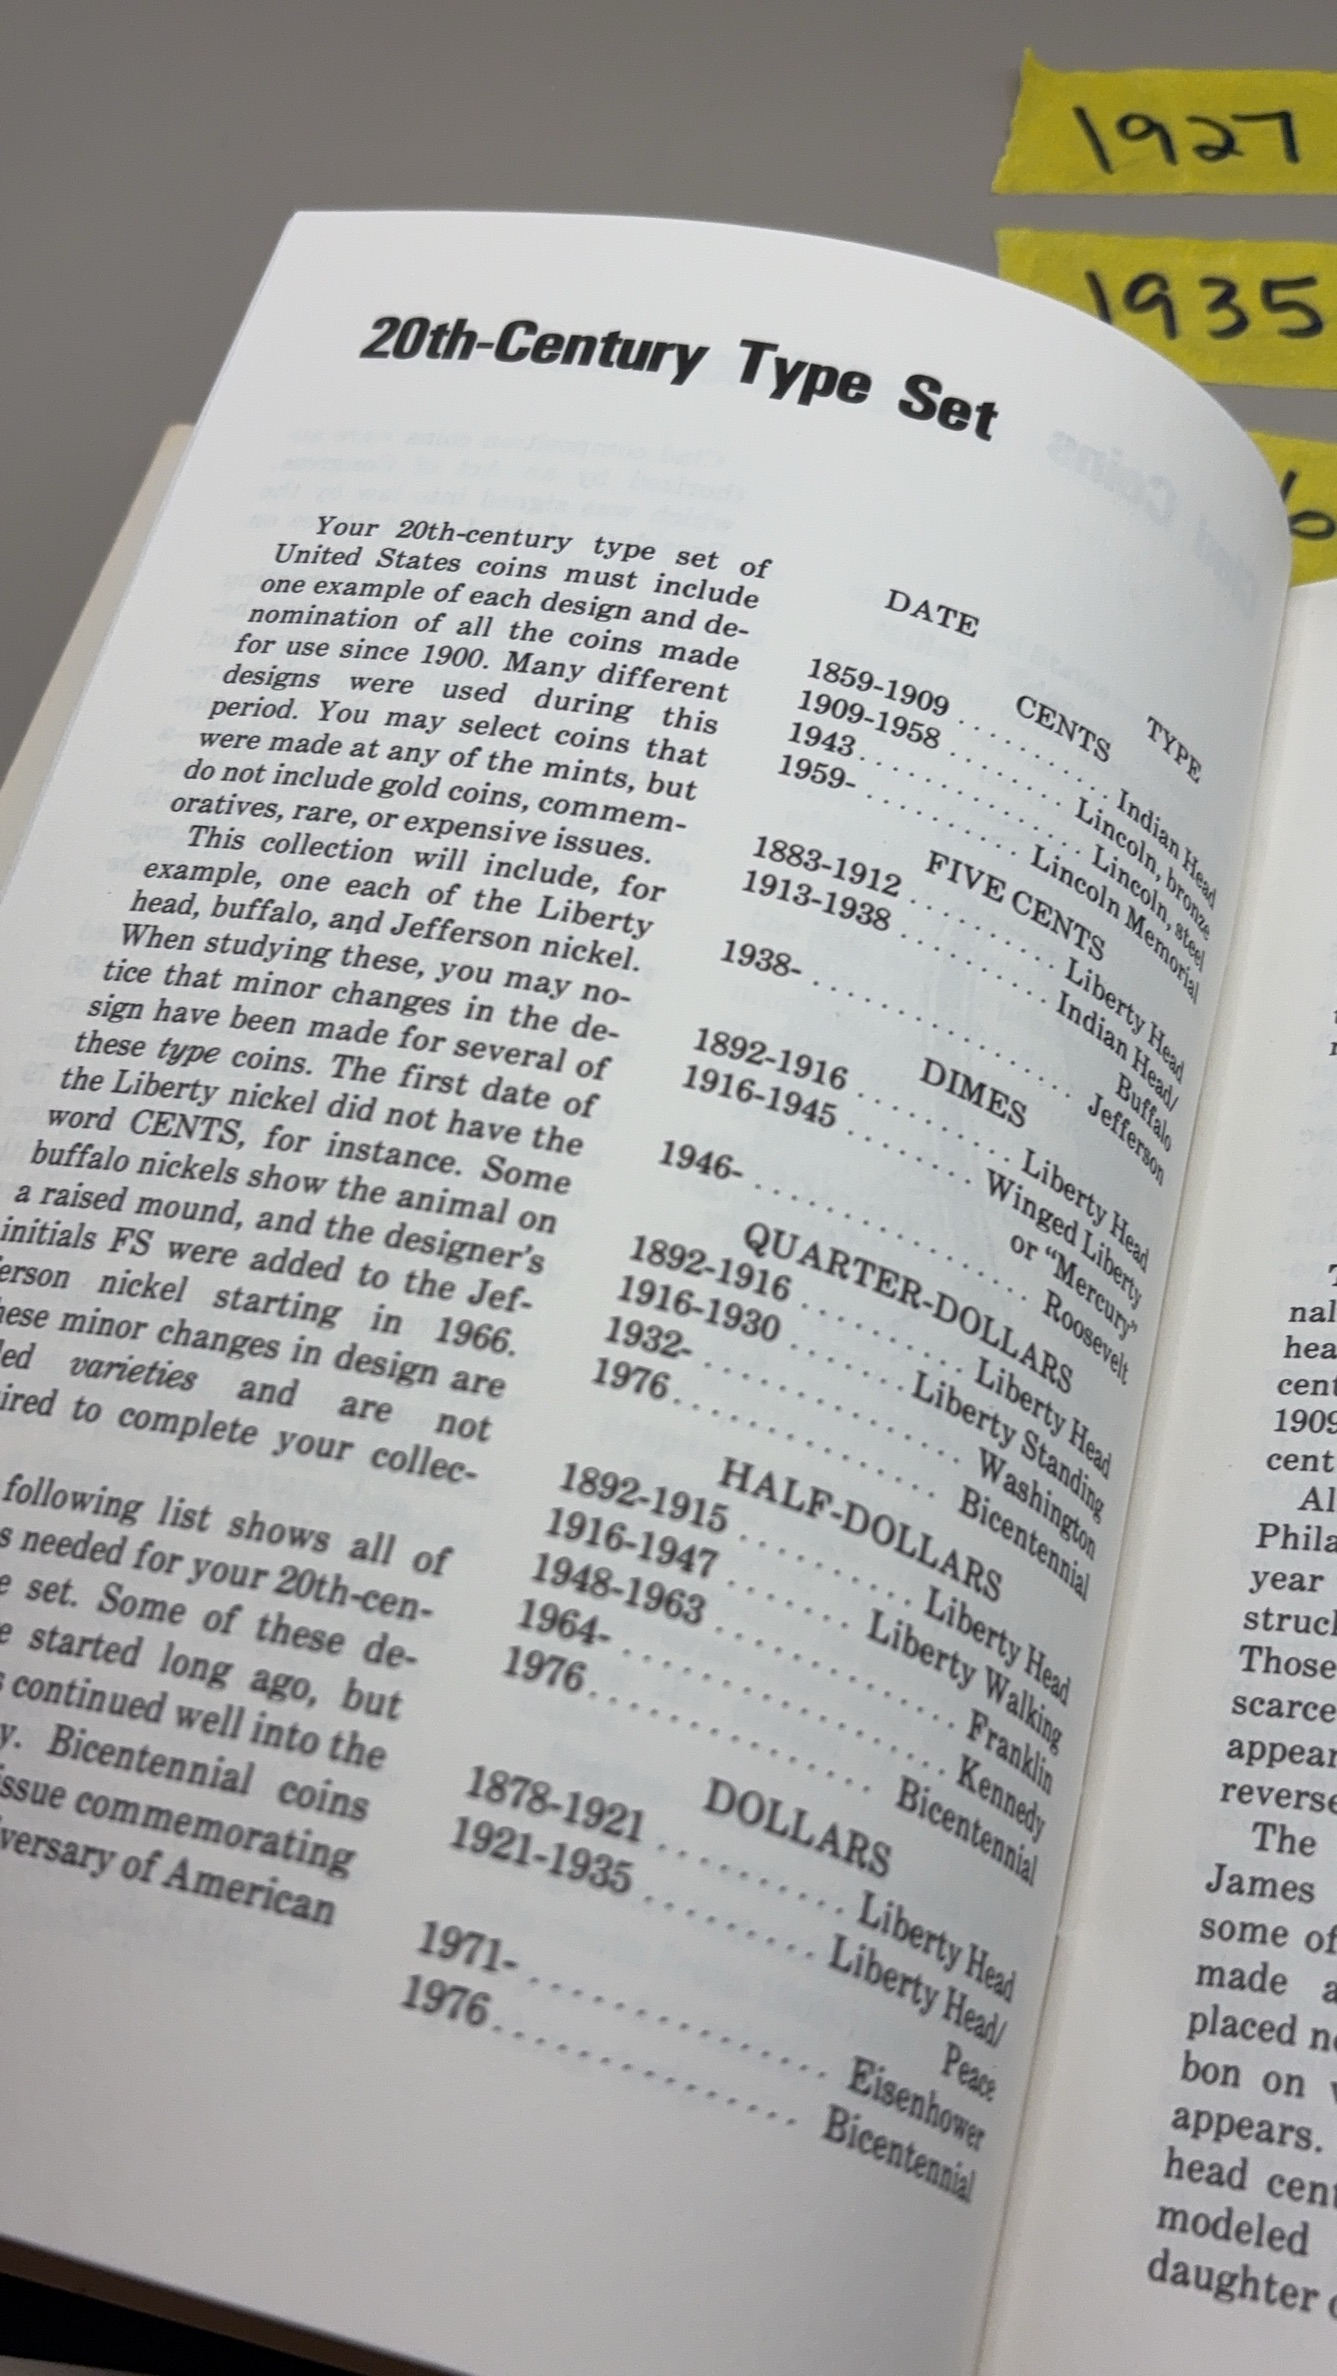 1927
1935
6
20th-Century Type Set
Your 20th-century type set of
United States coins must include
one example of each design and de-
nomination of all the coins made
for use since 1900. Many different
designs were used during this
period. You may select coins that
were made at any of the mints, but
do not include gold coins, commem-
oratives, rare, or expensive issues.
This collection will include, for
example, one each of the Liberty
head, buffalo, and Jefferson nickel.
When studying these, you may no-
tice that minor changes in the de-
sign have been made for several of
these type coins. The first date of
the Liberty nickel did not have the
word CENTS, for instance. Some
buffalo nickels show the animal on
a raised mound, and the designer's
initials FS were added to the Jef-
erson nickel starting in 1966.
hese minor changes in design are
led varieties and are not
ired to complete your collec-
following list shows all of
s needed for your 20th-cen-
e set. Some of these de-
e started long ago, but
s continued well into the
y. Bicentennial coins
issue commemorating
versary of American
DATE TYPE
CENTS
1859-1909 . . . . . . . . . . Indian Head
1909-1958 . . . . . . . . Lincoln, bronze
1943 . . . . . . . . . . . . . . Lincoln, steel
1959- . . . . . . . . . . Lincoln Memorial
FIVE CENTS
1883-1912 . . . . . . . . . . Liberty Head
1913-1938 . . . . . . . . . . Indian Head/
Buffalo
1938- . . . . . . . . . . . . . . . . . Jefferson
DIMES
1892-1916 . . . . . . . . . . Liberty Head
1916-1945 . . . . . . . . Winged Liberty
or “Mercury”
1946- . . . . . . . . . . . . . . . . . Roosevelt
QUARTER-DOLLARS
1892-1916 . . . . . . . . . . Liberty Head
1916-1930 . . . . . . . Liberty Standing
1932- . . . . . . . . . . . . . . . Washington
1976 . . . . . . . . . . . . . . . Bicentennial
HALF-DOLLARS
1892-1915 . . . . . . . . . . Liberty Head
1916-1947 . . . . . . . . Liberty Walking
1948-1963 . . . . . . . . . . . . . . Franklin
1964- . . . . . . . . . . . . . . . . . . Kennedy
1976 . . . . . . . . . . . . . . . Bicentennial
DOLLARS
1878-1921 . . . . . . . . . . Liberty Head
1921-1935 . . . . . . . . . Liberty Head/
Peace
1971- . . . . . . . . . . . . . . . Eisenhower
1976 . . . . . . . . . . . . . . . Bicentennial
nal
hea
cent
1909
cent
Al
Phila
year
struc
Those
scarce
appear
revers
The
James
some of
made a
placed n
bon on
appears.
head cen
modeled
daughter